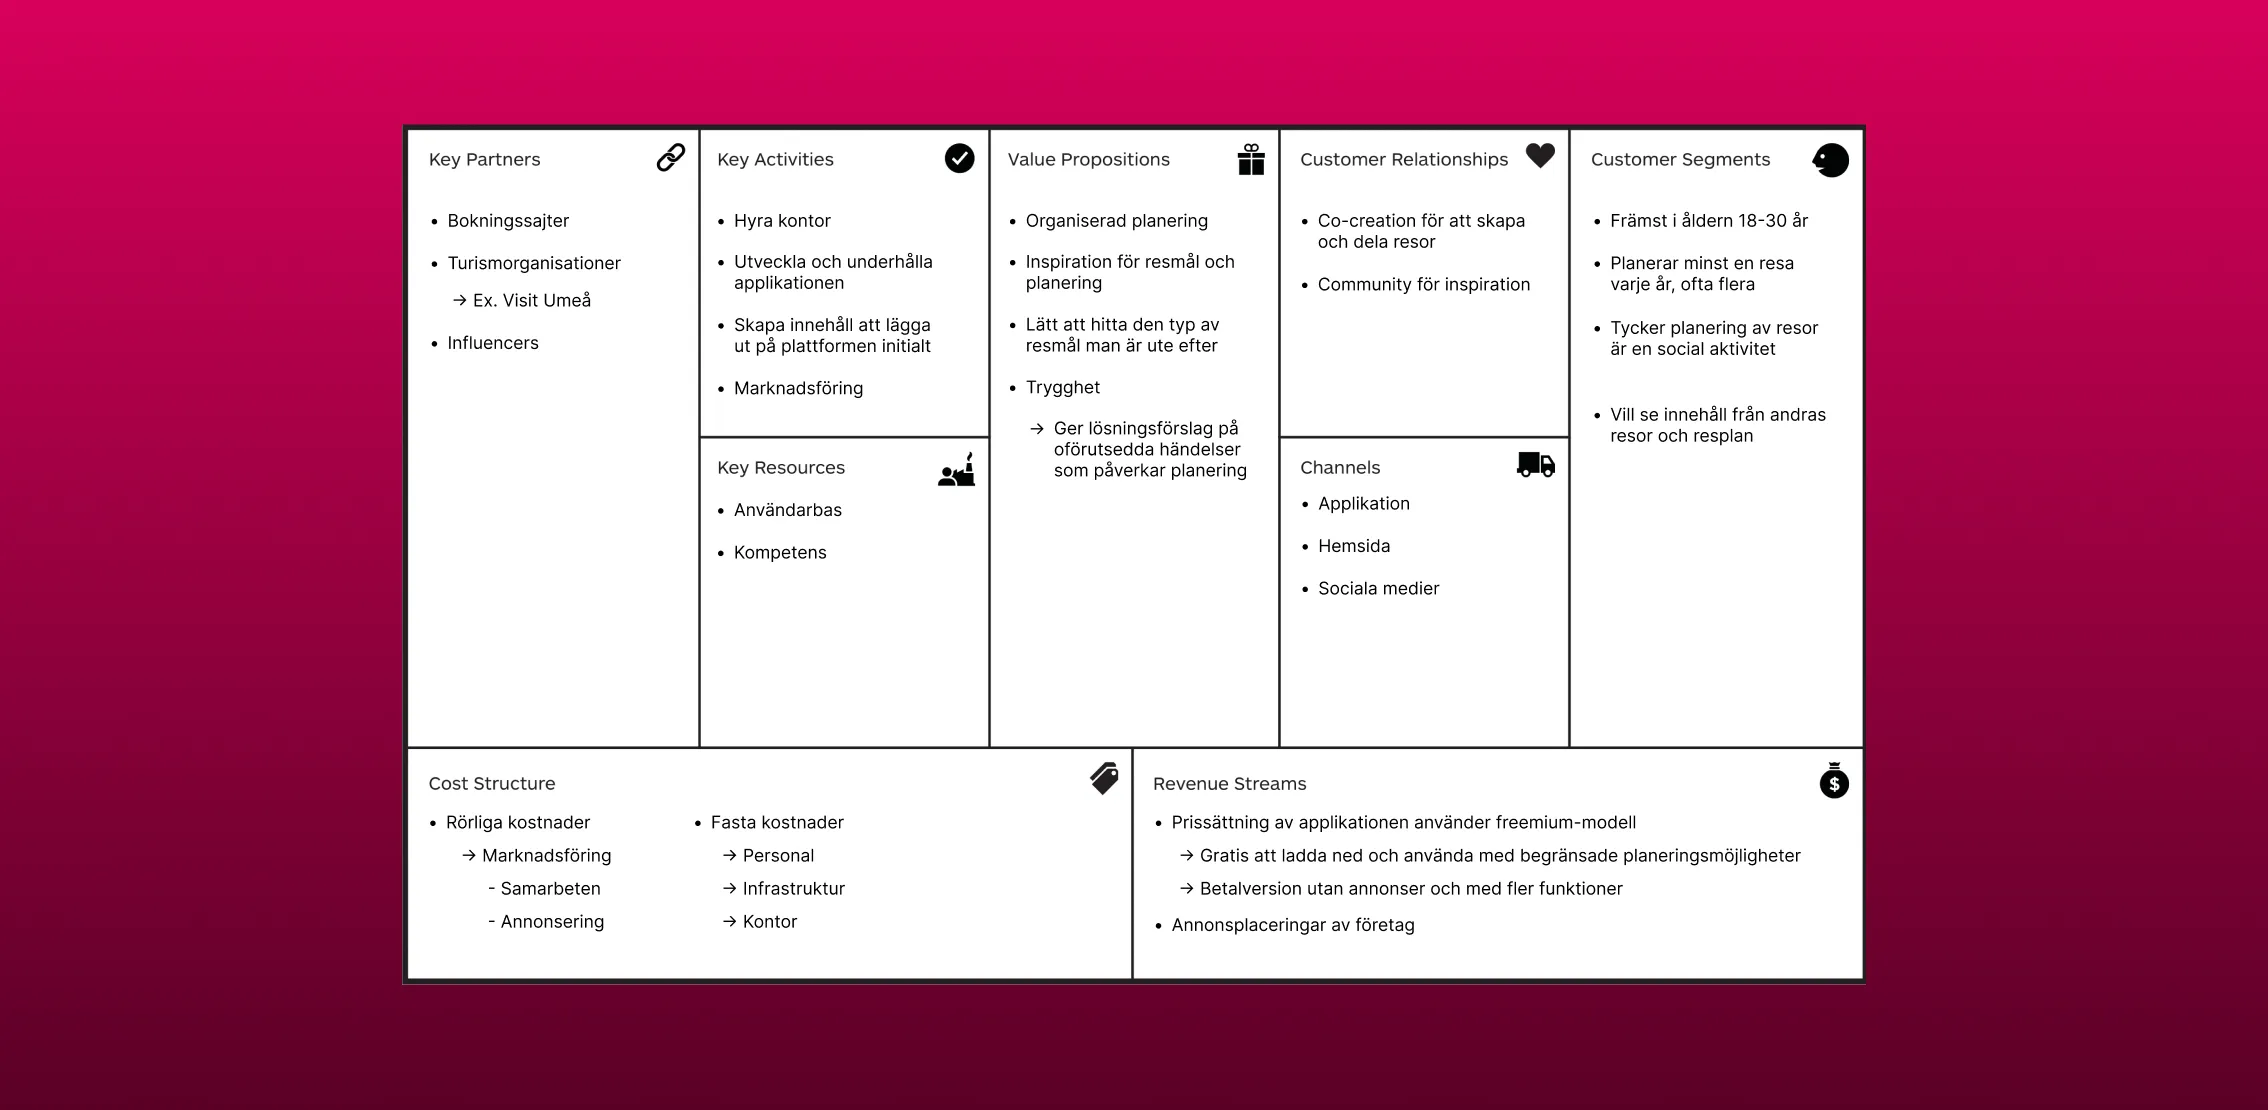 Key Partners
• Bokningssajter
• Turismorganisationer
→ Ex. Visit Umeå
• Influencers
Key Activities
• Hyra kontor
• Utveckla och underhålla
applikationen
• Skapa innehåll att lägga
ut på plattformen initialt
• Marknadsföring
Key Resources
• Användarbas
• Kompetens
Value Propositions
• Organiserad planering
• Inspiration för resmål och
planering
• Lätt att hitta den typ av
resmål man är ute efter
• Trygghet
→ Ger lösningsförslag på
oförutsedda händelser
som påverkar planering
Customer Relationships
• Co-creation för att skapa
och dela resor
• Community för inspiration
Channels
• Applikation
• Hemsida
• Sociala medier
Customer Segments
• Främst i åldern 18-30 år
• Planerar minst en resa
varje år, ofta flera
• Tycker planering av resor
är en social aktivitet
• Vill se innehåll från andras
resor och resplan
Cost Structure
• Rörliga kostnader
→ Marknadsföring
- Samarbeten
- Annonsering
• Fasta kostnader
→ Personal
→ Infrastruktur
→ Kontor
Revenue Streams
$
• Prissättning av applikationen använder freemium-modell
→ Gratis att ladda ned och använda med begränsade planeringsmöjligheter
→ Betalversion utan annonser och med fler funktioner
• Annonsplaceringar av företag